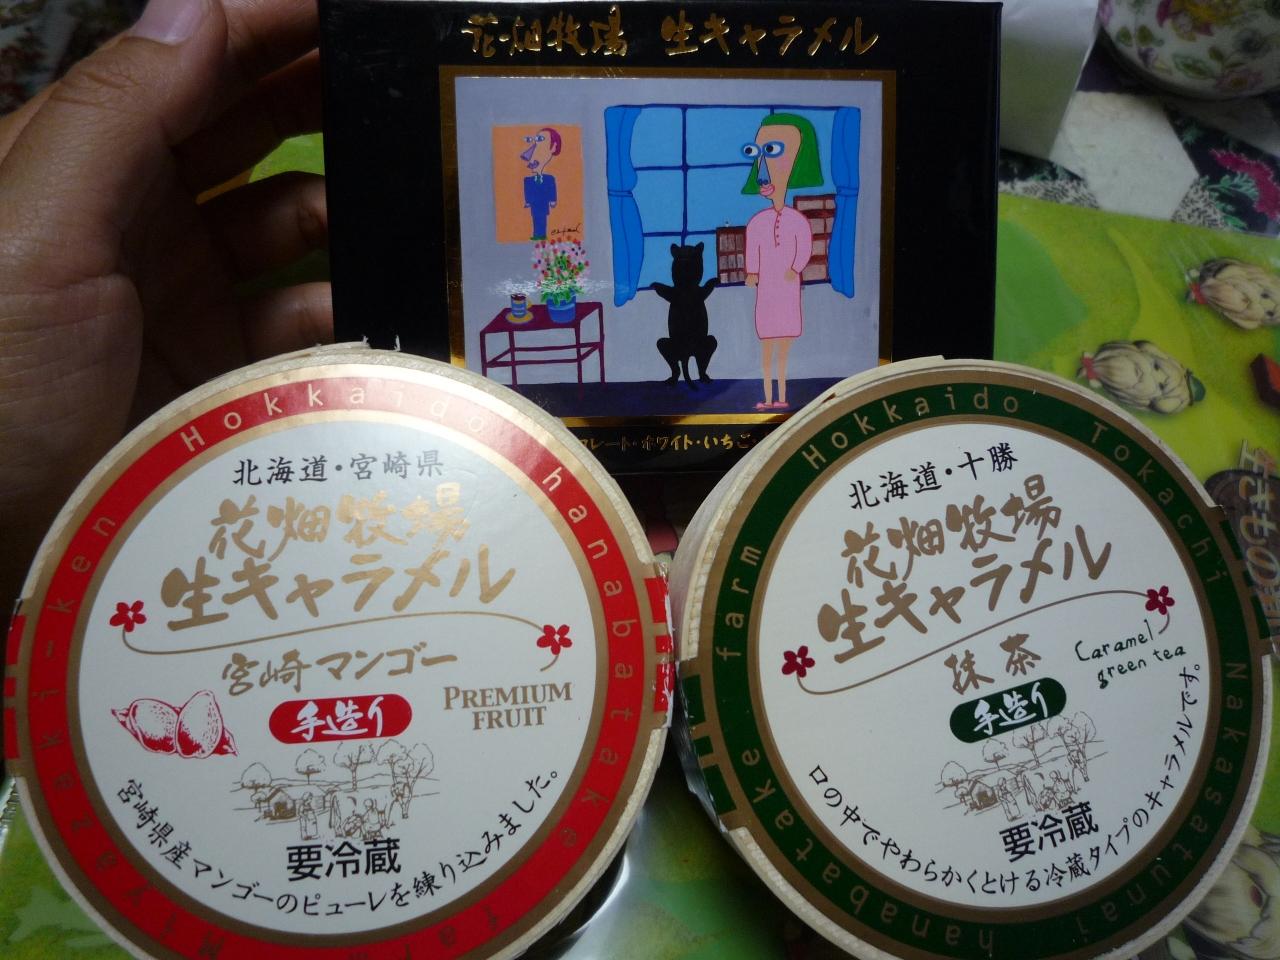 花畑牧場 生キャラメル
レート・ホワイト・いちご
Hokkaido hanabatake farm Miyazaki-ken
北海道・宮崎県
花畑牧場
生キャラメル
宮崎マンゴー
手造り
PREMIUM
FRUIT
要冷蔵
宮崎県産マンゴーのピューレを練り込みました。
Hokkaido Tokachi Nakasatsunai hanabatake farm
北海道・十勝
花畑牧場
生キャラメル
抹茶
Caramel
green tea
手造り
要冷蔵
口の中でやわらかくとける冷蔵タイプのキャラメルです。